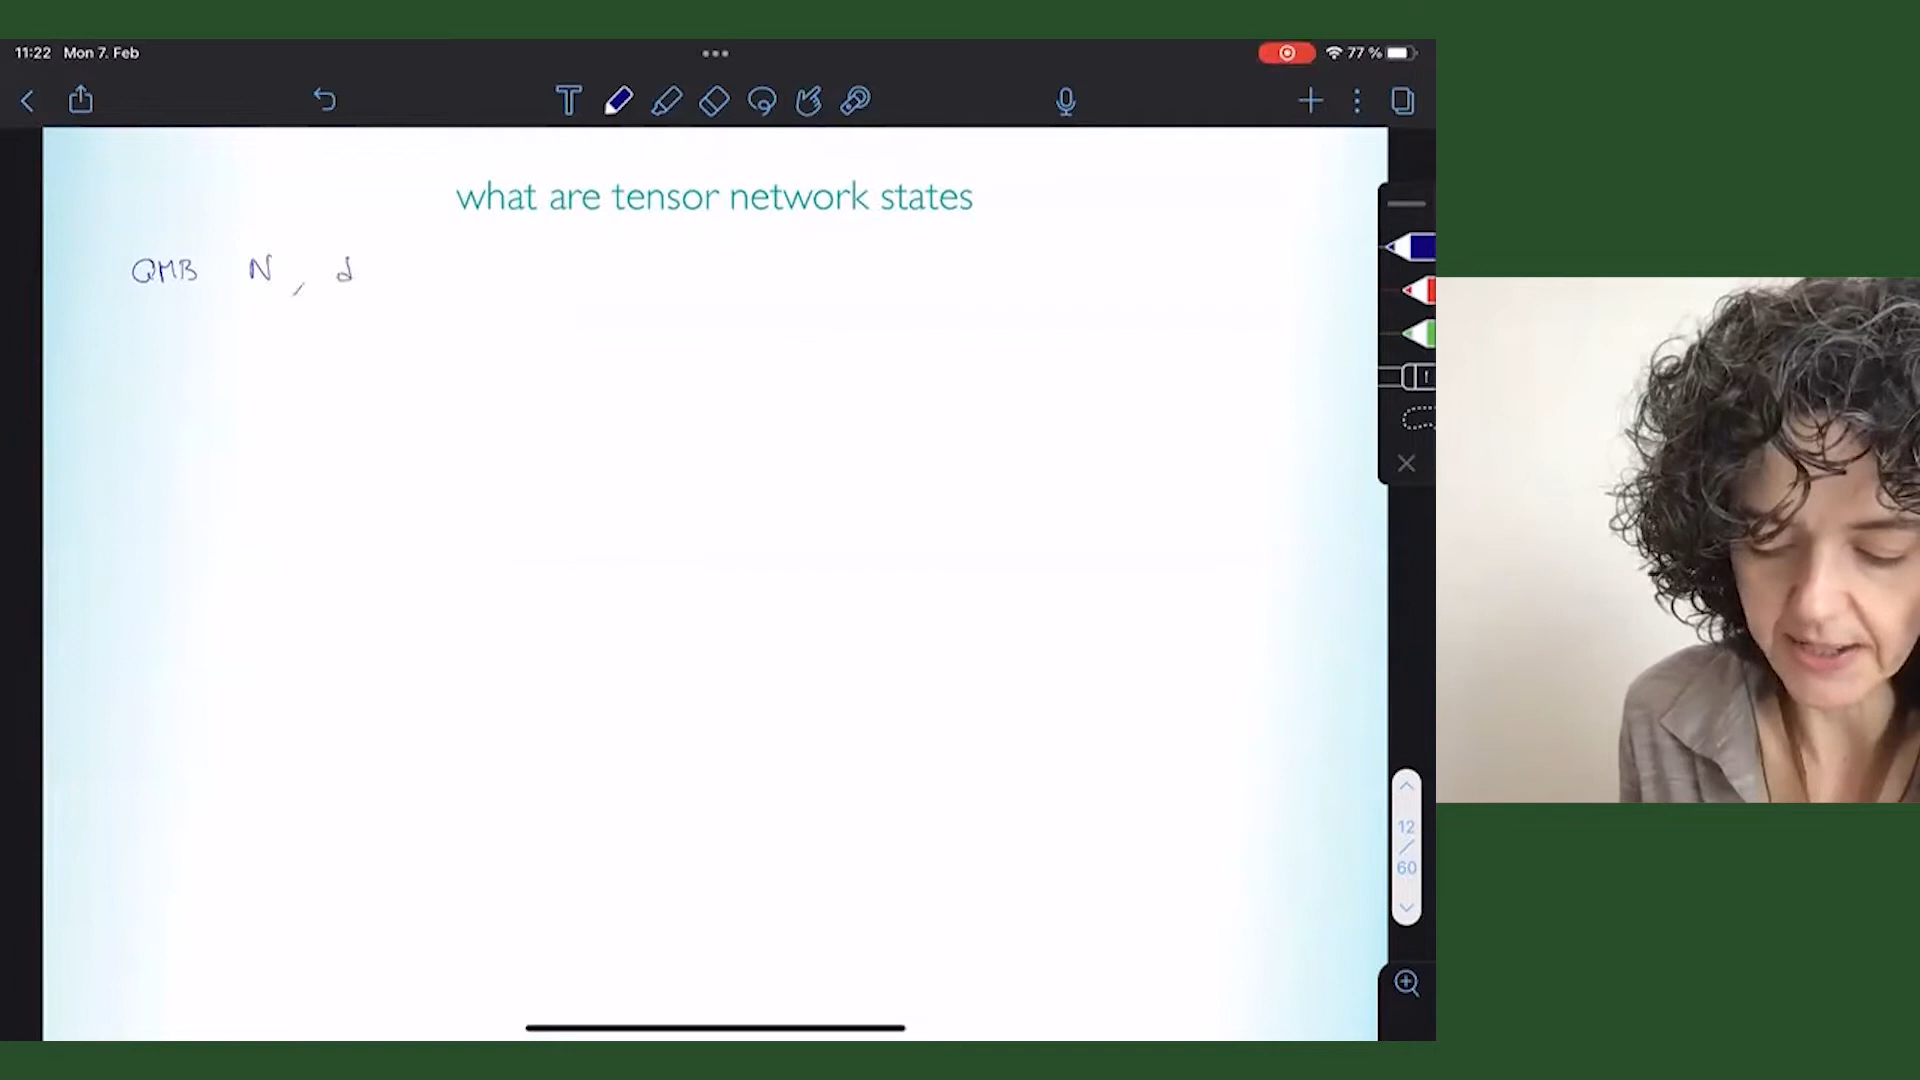 11:22 Mon 7. Feb
77 %
what are tensor network states
QMB N, d
12
/
60